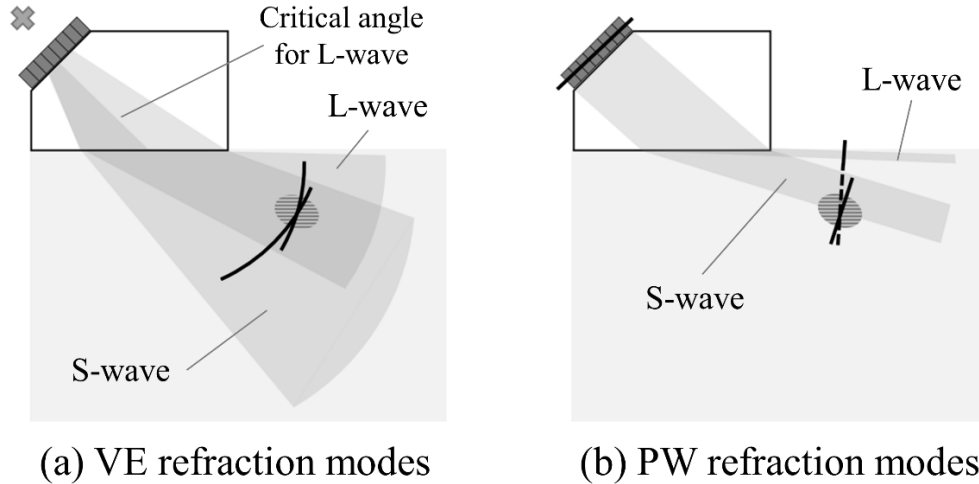 Critical angle
for L-wave
L-wave
S-wave
(a) VE refraction modes
L-wave
S-wave
(b) PW refraction modes